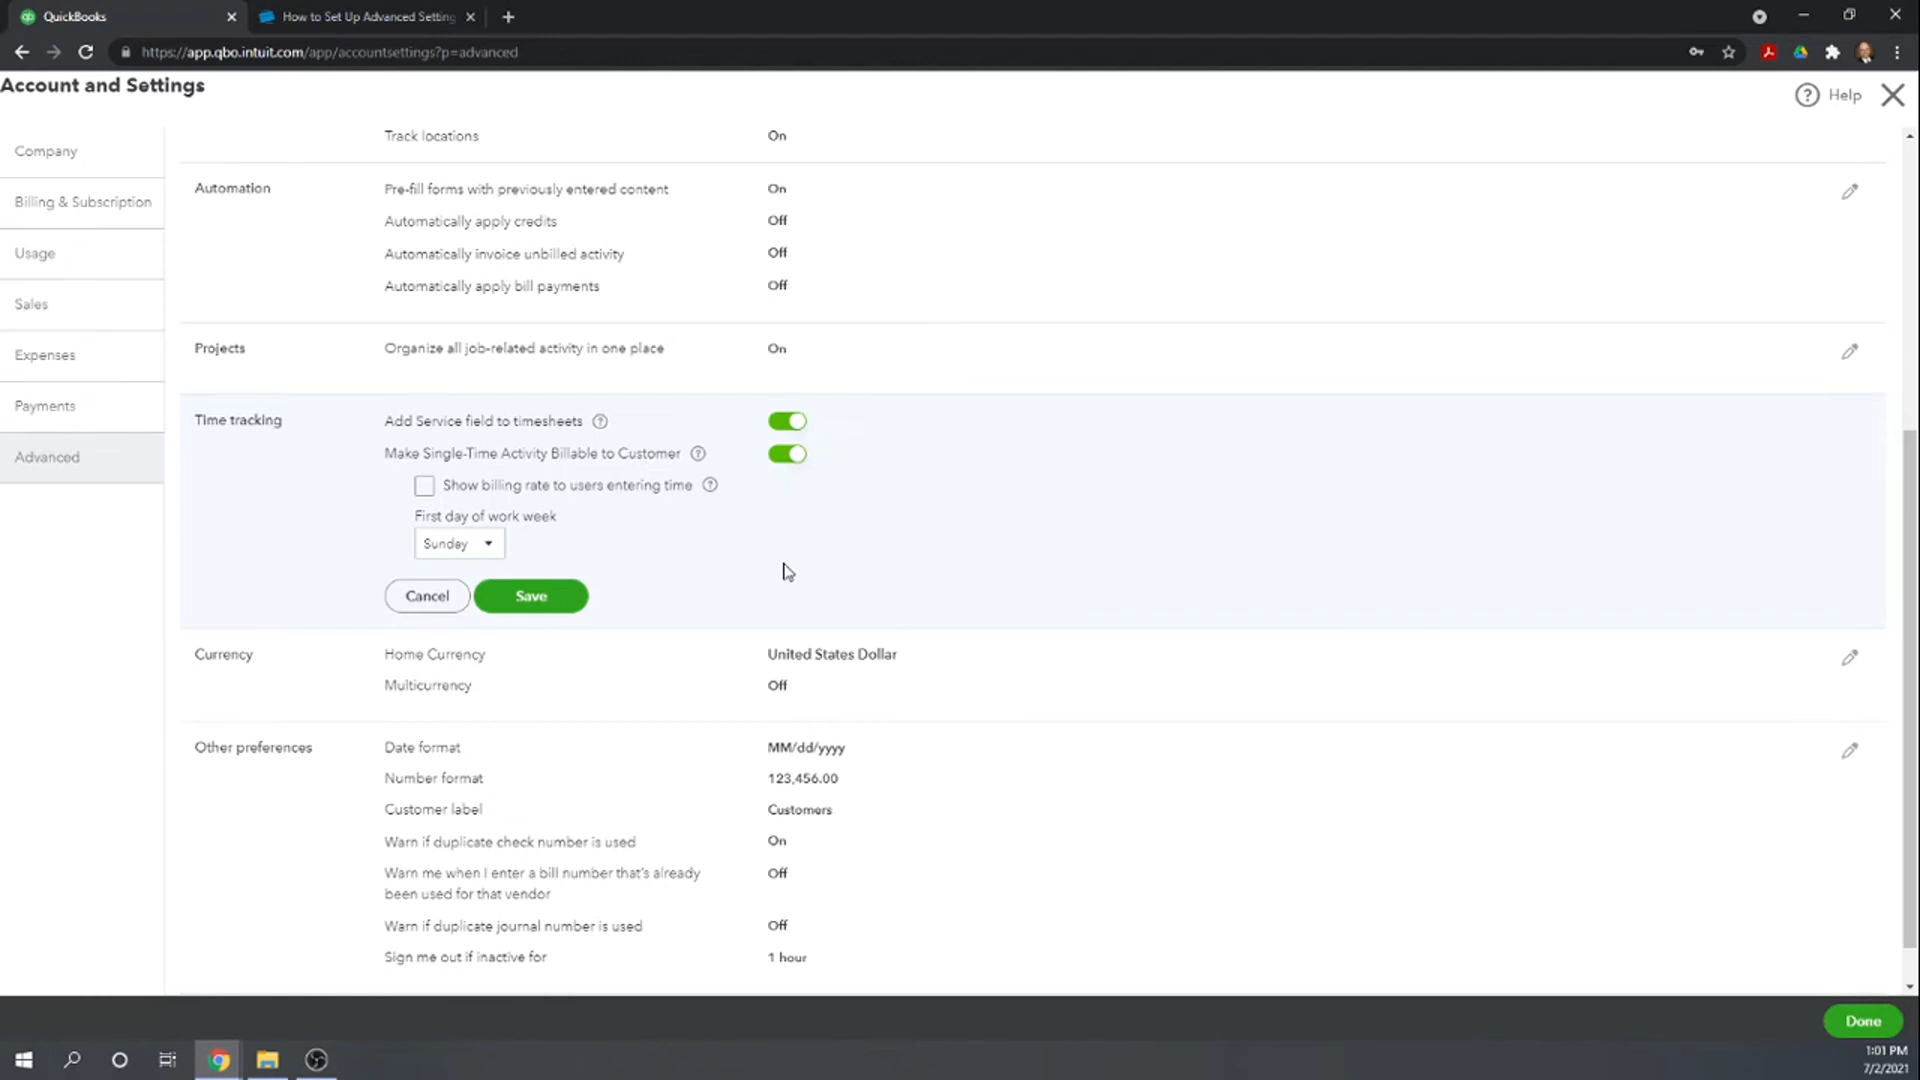 QuickBooks
How to Set Up Advanced Setting
https://app.qbo.intuit.com/app/accountsettings?p=advanced
Account and Settings
Help
Company
Billing & Subscription
Usage
Sales
Expenses
Payments
Advanced
Track locations On
Automation Pre-fill forms with previously entered content On
Automatically apply credits Off
Automatically invoice unbilled activity Off
Automatically apply bill payments Off
Projects Organize all job-related activity in one place On
Time tracking Add Service field to timesheets ?
Make Single-Time Activity Billable to Customer ?
Show billing rate to users entering time ?
First day of work week
Sunday
Cancel Save
Currency Home Currency United States Dollar
Multicurrency Off
Other preferences Date format MM/dd/yyyy
Number format 123,456.00
Customer label Customers
Warn if duplicate check number is used On
Warn me when I enter a bill number that's already Off
been used for that vendor
Warn if duplicate journal number is used Off
Sign me out if inactive for 1 hour
Done
1:01 PM
7/2/2021